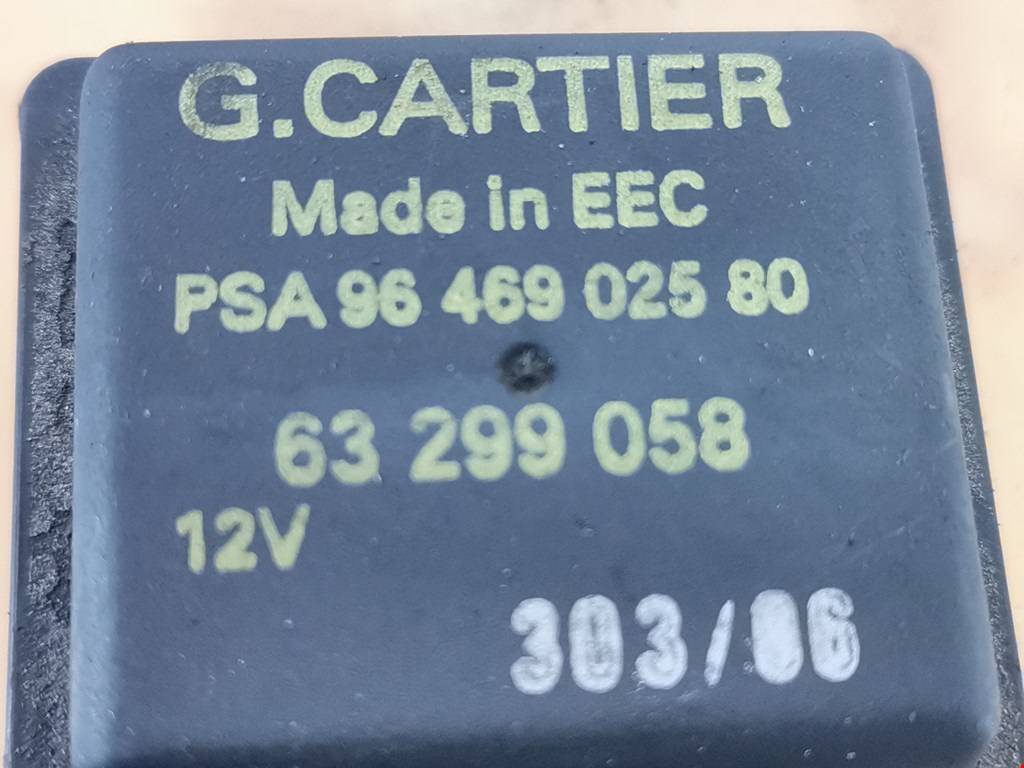 G.CARTIER
Made in EEC
PSA 96 469 025 80
63 299 058
12V
303/06